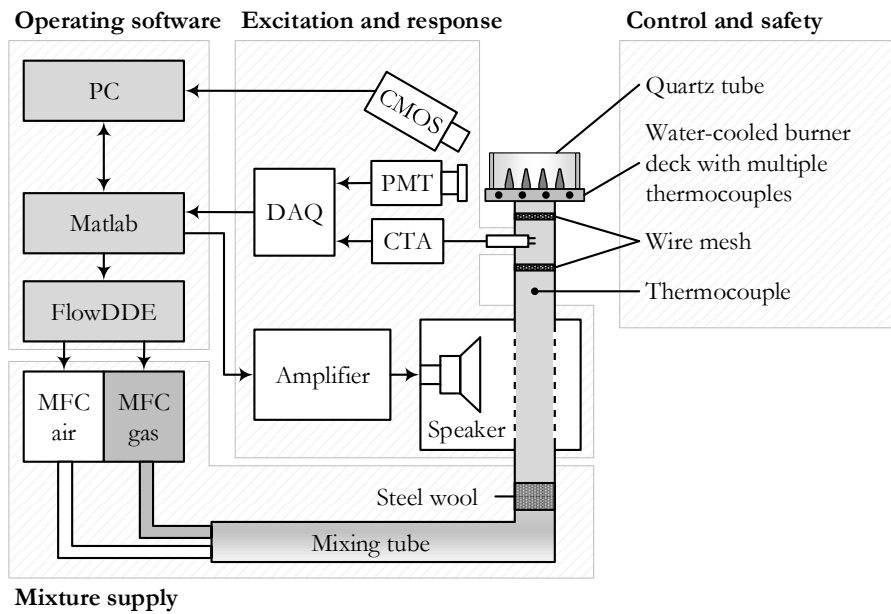 Operating software
Excitation and response
Control and safety
PC
CMOS
Quartz tube
Water-cooled burner
deck with multiple
thermocouples
PMT
DAQ
Matlab
CTA
Wire mesh
Thermocouple
FlowDDE
Amplifier
MFC
air
MFC
gas
Speaker
Steel wool
Mixing tube
Mixture supply